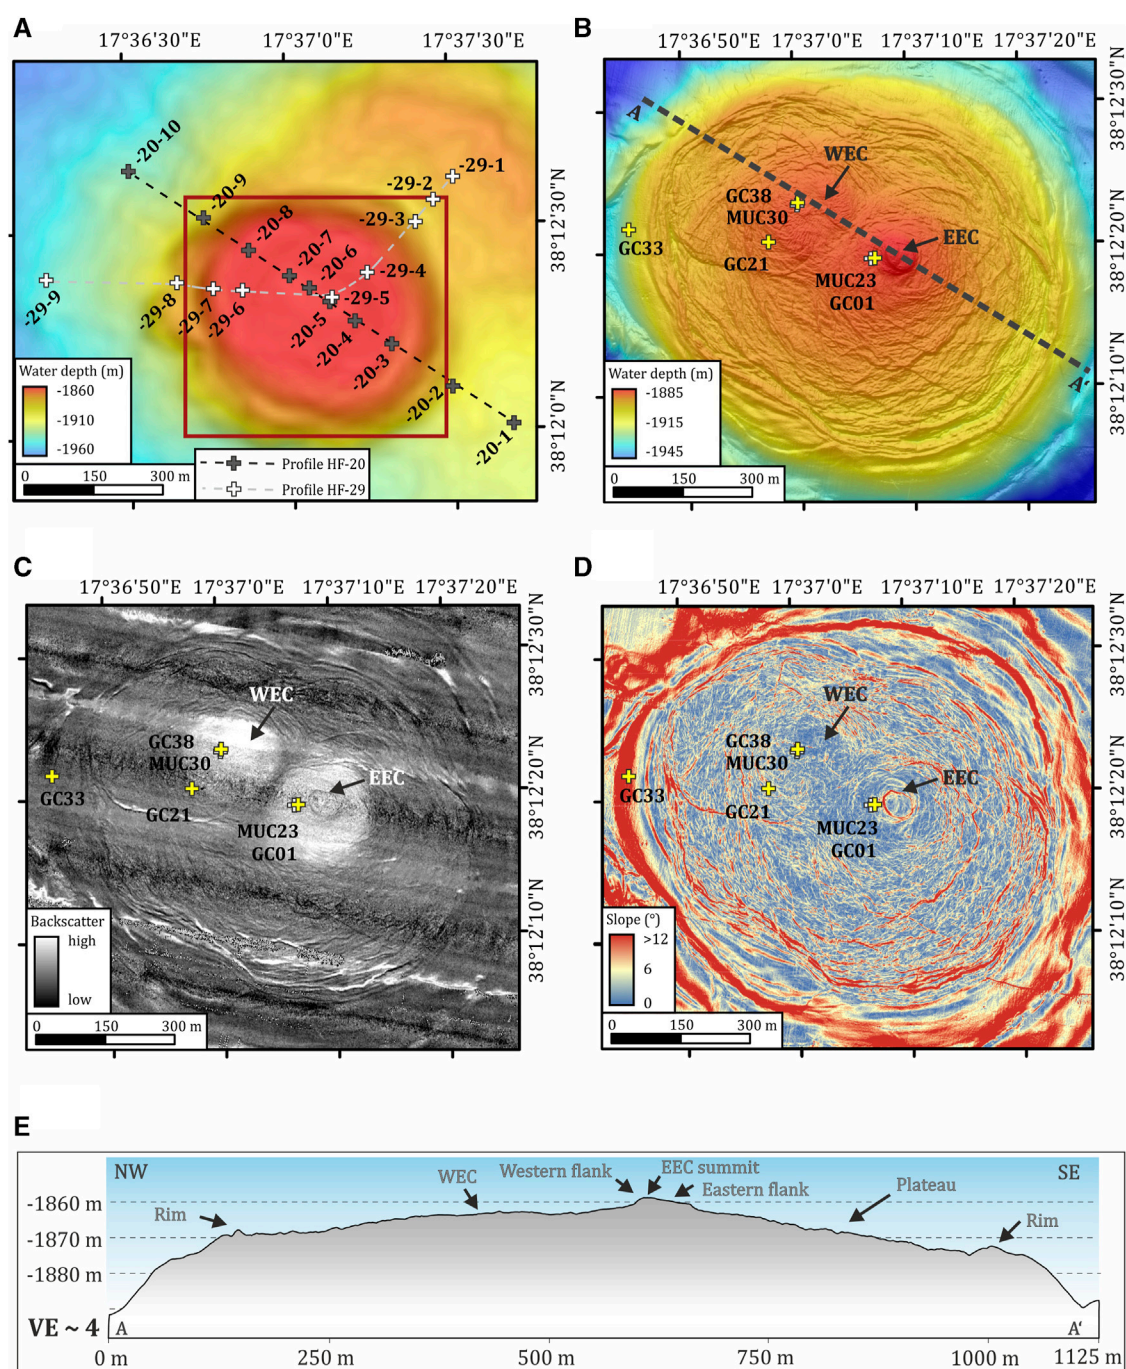 A
17°36'30"E
17°37'0"E
17°37'30"E
-20-10
-20-9
-20-8
-20-7
-20-6
-20-5
-20-4
-20-3
-20-2
-20-1
-29-1
-29-2
-29-3
-29-4
-29-5
-29-6
-29-7
-29-8
-29-9
38°12'30"N
38°12'0"N
Water depth (m)
-1860
-1910
-1960
0 150 300 m
Profile HF-20
Profile HF-29
B
17°36'50"E
17°37'0"E
17°37'10"E
17°37'20"E
38°12'30"N
38°12'20"N
38°12'10"N
A
WEC
GC38
MUC30
GC33
GC21
EEC
MUC23
GC01
A'
Water depth (m)
-1885
-1915
-1945
0 150 300 m
C
17°36'50"E
17°37'0"E
17°37'10"E
17°37'20"E
38°12'30"N
38°12'20"N
38°12'10"N
WEC
GC38
MUC30
EEC
GC33
GC21
MUC23
GC01
Backscatter
high
low
0 150 300 m
D
17°36'50"E
17°37'0"E
17°37'10"E
17°37'20"E
38°12'30"N
38°12'20"N
38°12'10"N
WEC
GC38
MUC30
EEC
GC33
GC21
MUC23
GC01
Slope (°)
>12
6
0
0 150 300 m
E
NW
SE
WEC
Western flank
EEC summit
Eastern flank
Plateau
Rim
Rim
-1860 m
-1870 m
-1880 m
VE ~ 4
A
A'
0 m 250 m 500 m 750 m 1000 m 1125 m